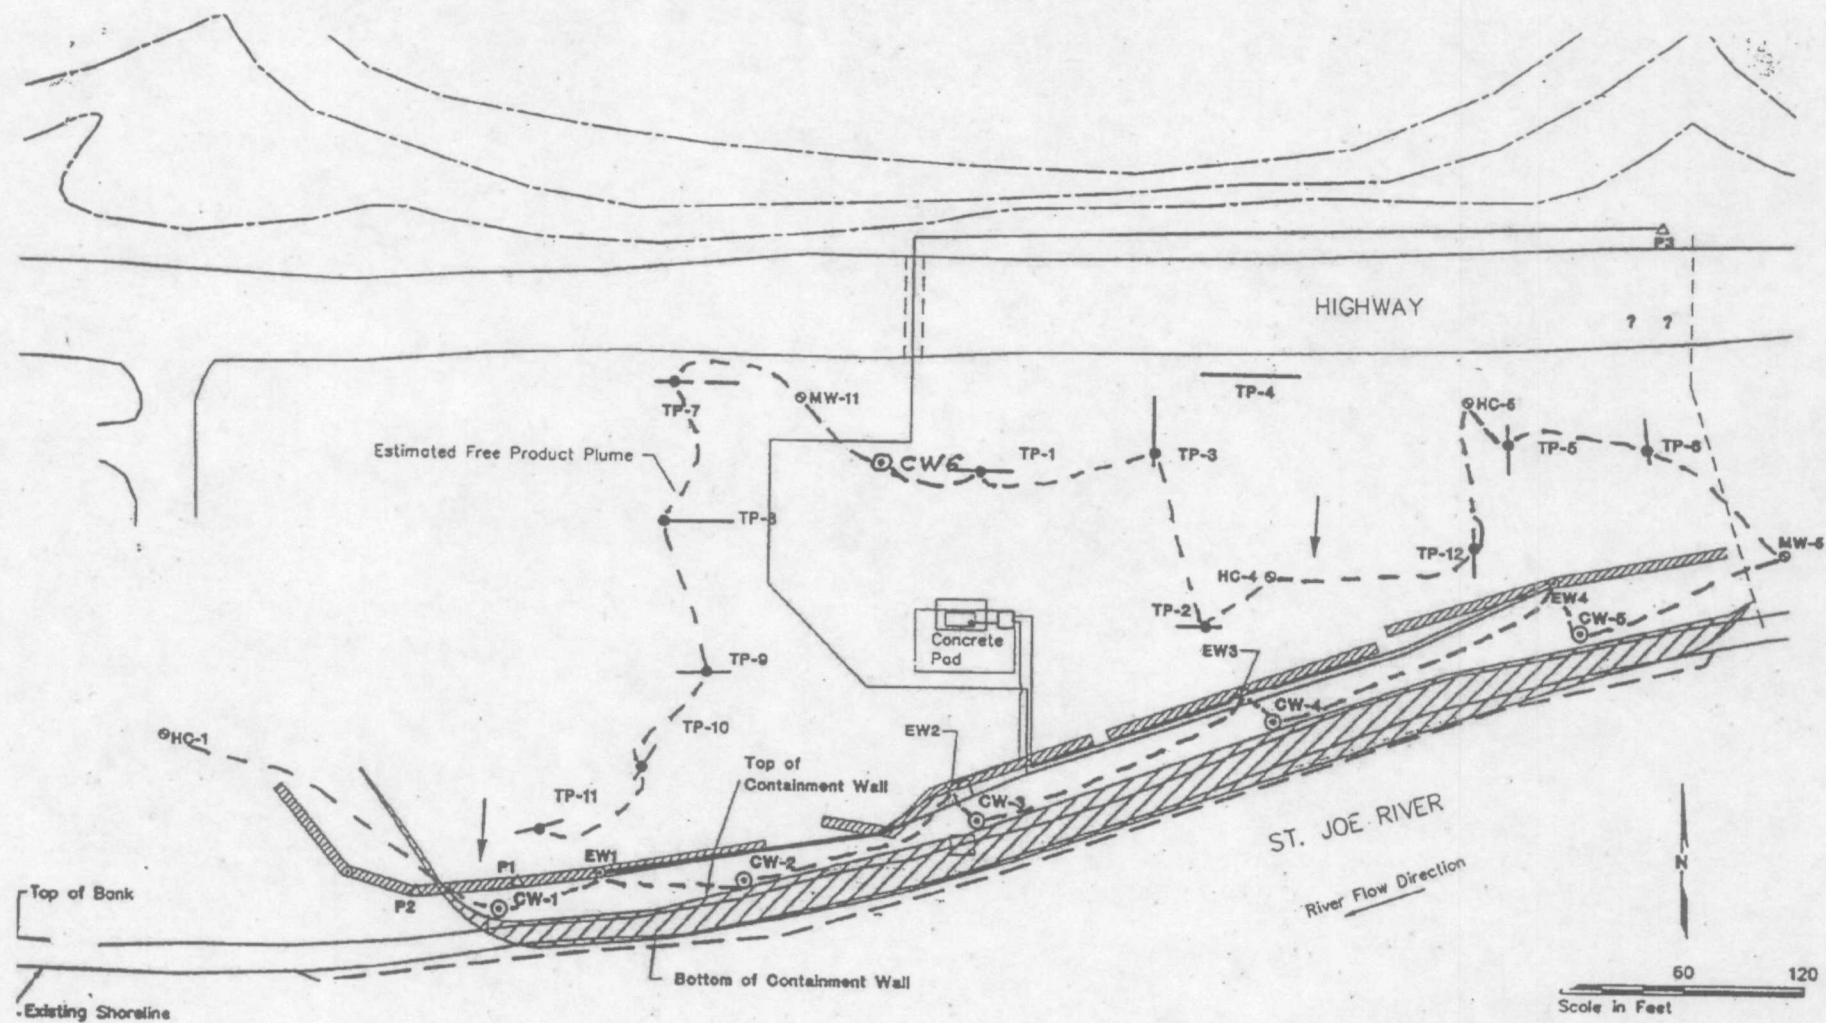 P3
HIGHWAY
? ?
TP-7
MW-11
TP-4
HC-5
Estimated Free Product Plume
CW6
TP-1
TP-3
TP-5
TP-6
TP-8
TP-12
MW-6
HC-4
TP-2
EW4
CW-5
Concrete
Pad
EW3
TP-9
CW-4
HC-1
TP-10
EW2
Top of
Containment Wall
TP-11
CW-3
ST. JOE RIVER
P1
EW1
CW-2
N
Top of Bank
P2
CW-1
River Flow Direction
Bottom of Containment Wall
60 120
Existing Shoreline
Scale in Feet